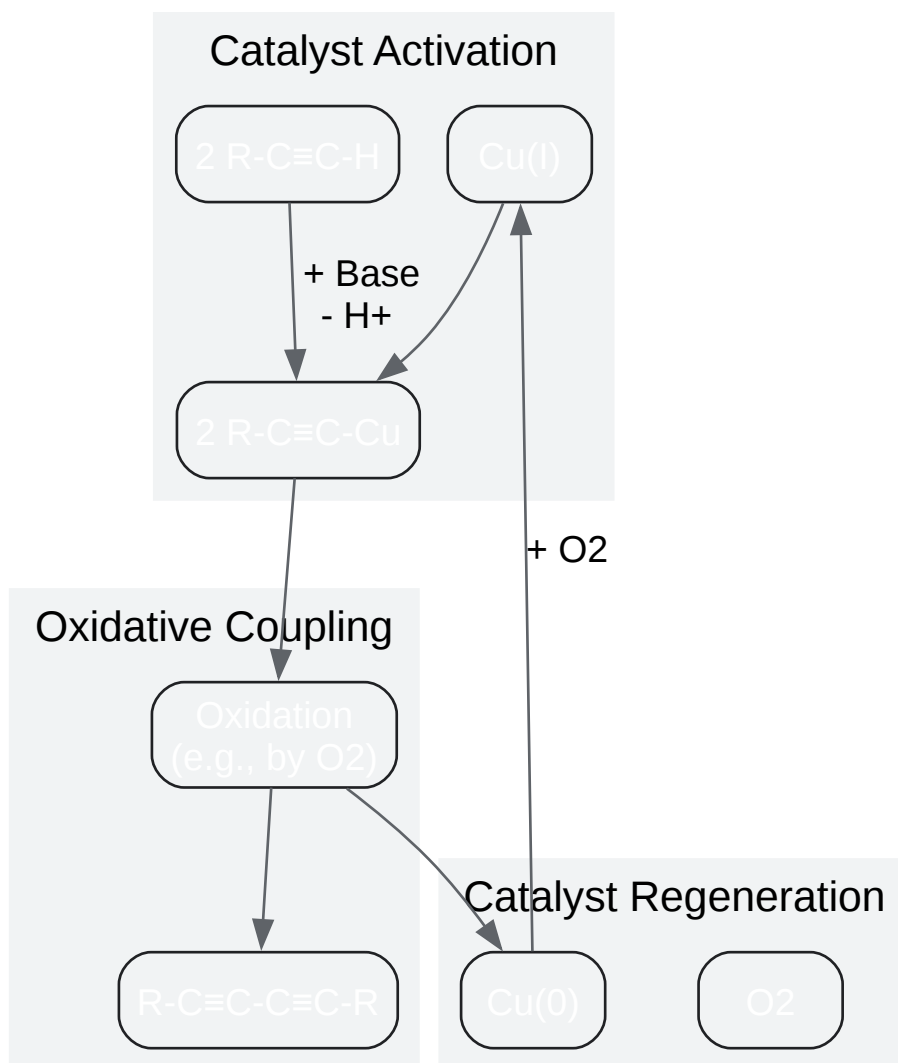 Catalyst Activation
2 R-C≡C-H
Cu(I)
+ Base
- H+
2 R-C≡C-Cu
+ O2
Oxidative Coupling
Oxidation
(e.g., by O2)
Catalyst Regeneration
R-C≡C-C≡C-R
Cu(0)
O2